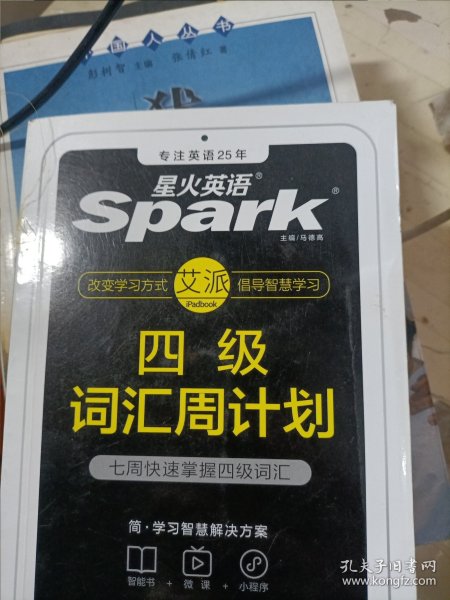 国人丛书
彭树智 主编 张倩红 著
专注英语25年
星火英语®
Spark®
主编/马德高
改变学习方式 艾派 倡导智慧学习
iPadbook
四级
词汇周计划
七周快速掌握四级词汇
简·学习智慧解决方案
智能书 + 微课 + 小程序
孔夫子旧书网
www.kongfz.com